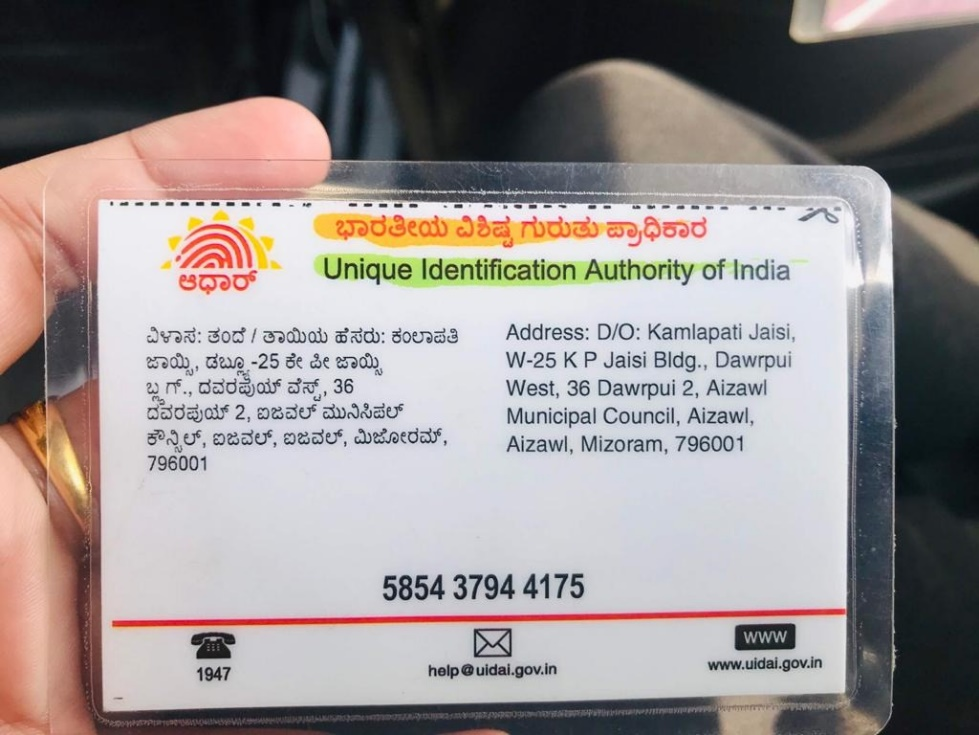 ಆಧಾರ್
ಭಾರತೀಯ ವಿಶಿಷ್ಟ ಗುರುತು ಪ್ರಾಧಿಕಾರ
Unique Identification Authority of India
ವಿಳಾಸ: ತಂದೆ / ತಾಯಿಯ ಹೆಸರು: ಕಂಲಾಪತಿ
ಜಾಯ್ಸಿ, ಡಬ್ಲೂ -25 ಕೇ ಪೀ ಜಾಯ್ಸಿ
ಬ್ಲ್ಡಗ್., ದವರಪುಯ್ ವೆಸ್ಟ್, 36
ದವರಪುಯ್ 2, ಐಜವಲ್ ಮುನಿಸಿಪಲ್
ಕೌನ್ಸಿಲ್, ಐಜವಲ್, ಐಜವಲ್, ಮಿಜೋರಮ್,
796001
Address: D/O: Kamlapati Jaisi,
W-25 K P Jaisi Bldg., Dawrpui
West, 36 Dawrpui 2, Aizawl
Municipal Council, Aizawl,
Aizawl, Mizoram, 796001
5854 3794 4175
1947
help@uidai.gov.in
WWW
www.uidai.gov.in